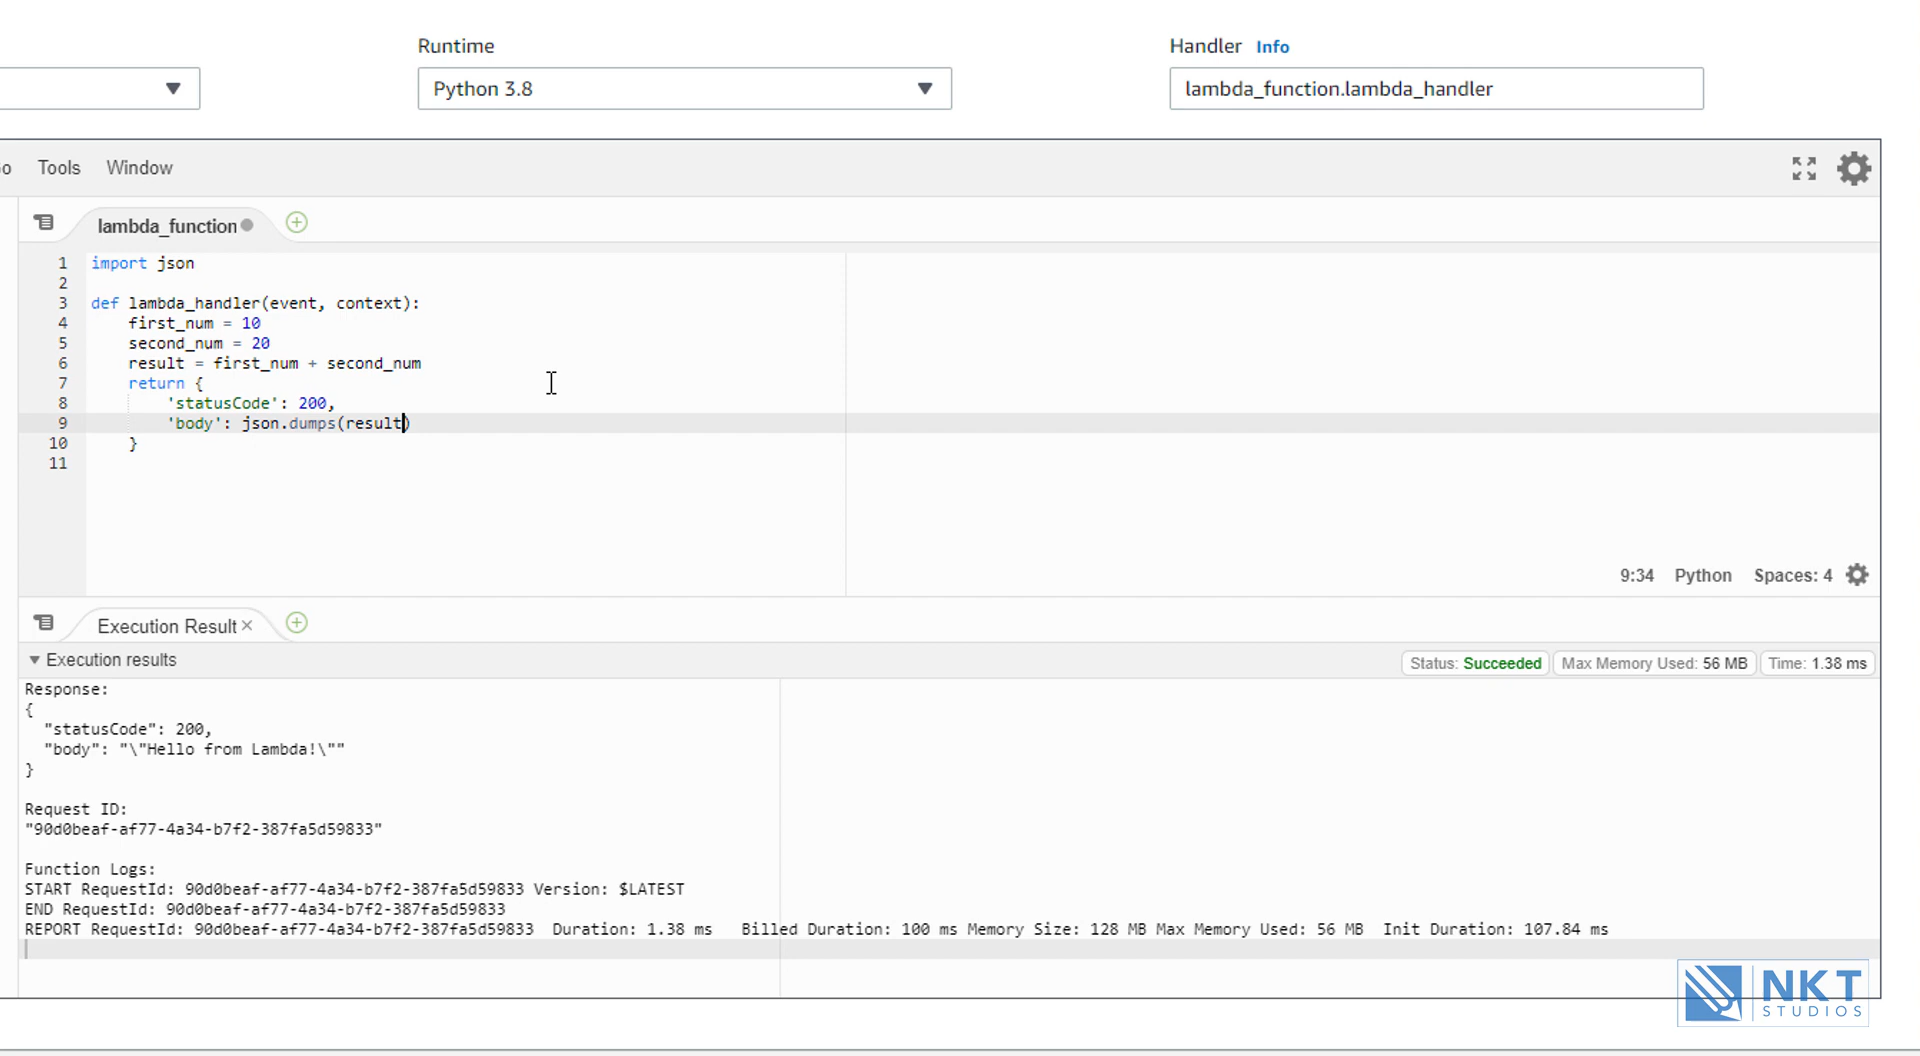 Runtime
Handler Info
Python 3.8
lambda_function.lambda_handler
o Tools Window
lambda_function
1 import json
2
3 def lambda_handler(event, context):
4 first_num = 10
5 second_num = 20
6 result = first_num + second_num
7 return {
8 'statusCode': 200,
9 'body': json.dumps(result)
10 }
11
9:34 Python Spaces: 4
Execution Result ×
Execution results
Status: Succeeded Max Memory Used: 56 MB Time: 1.38 ms
Response:
{
"statusCode": 200,
"body": "\"Hello from Lambda!\""
}
Request ID:
"90d0beaf-af77-4a34-b7f2-387fa5d59833"
Function Logs:
START RequestId: 90d0beaf-af77-4a34-b7f2-387fa5d59833 Version: $LATEST
END RequestId: 90d0beaf-af77-4a34-b7f2-387fa5d59833
REPORT RequestId: 90d0beaf-af77-4a34-b7f2-387fa5d59833 Duration: 1.38 ms Billed Duration: 100 ms Memory Size: 128 MB Max Memory Used: 56 MB Init Duration: 107.84 ms
NKT
STUDIOS